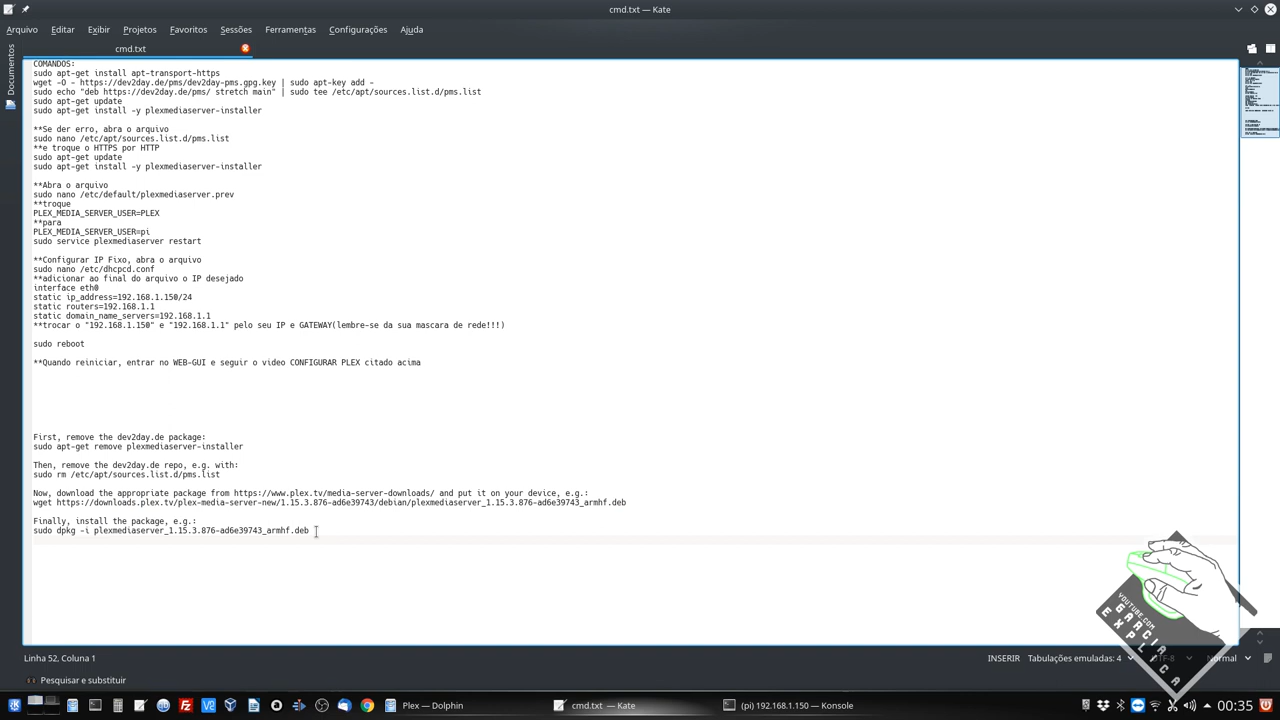 cmd.txt — Kate
Arquivo Editar Exibir Projetos Favoritos Sessões Ferramentas Configurações Ajuda
cmd.txt
Documentos
COMANDOS:
sudo apt-get install apt-transport-https
wget -O - https://dev2day.de/pms/dev2day-pms.gpg.key | sudo apt-key add -
sudo echo "deb https://dev2day.de/pms/ stretch main" | sudo tee /etc/apt/sources.list.d/pms.list
sudo apt-get update
sudo apt-get install -y plexmediaserver-installer
**Se der erro, abra o arquivo
sudo nano /etc/apt/sources.list.d/pms.list
**e troque o HTTPS por HTTP
sudo apt-get update
sudo apt-get install -y plexmediaserver-installer
**Abra o arquivo
sudo nano /etc/default/plexmediaserver.prev
**troque
PLEX_MEDIA_SERVER_USER=PLEX
**para
PLEX_MEDIA_SERVER_USER=pi
sudo service plexmediaserver restart
**Configurar IP Fixo, abra o arquivo
sudo nano /etc/dhcpcd.conf
**adicionar ao final do arquivo o IP desejado
interface eth0
static ip_address=192.168.1.150/24
static routers=192.168.1.1
static domain_name_servers=192.168.1.1
**trocar o "192.168.1.150" e "192.168.1.1" pelo seu IP e GATEWAY(lembre-se da sua mascara de rede!!!)
sudo reboot
**Quando reiniciar, entrar no WEB-GUI e seguir o video CONFIGURAR PLEX citado acima
First, remove the dev2day.de package:
sudo apt-get remove plexmediaserver-installer
Then, remove the dev2day.de repo, e.g. with:
sudo rm /etc/apt/sources.list.d/pms.list
Now, download the appropriate package from https://www.plex.tv/media-server-downloads/ and put it on your device, e.g.:
wget https://downloads.plex.tv/plex-media-server-new/1.15.3.876-ad6e39743/debian/plexmediaserver_1.15.3.876-ad6e39743_armhf.deb
Finally, install the package, e.g.:
sudo dpkg -i plexmediaserver_1.15.3.876-ad6e39743_armhf.deb
YOUTUBE.COM
GARCIA
EXPLICA
Linha 52, Coluna 1 INSERIR Tabulações emuladas: 4 UTF-8 Normal
Pesquisar e substituir
Plex — Dolphin cmd.txt — Kate (pi) 192.168.1.150 — Konsole 00:35